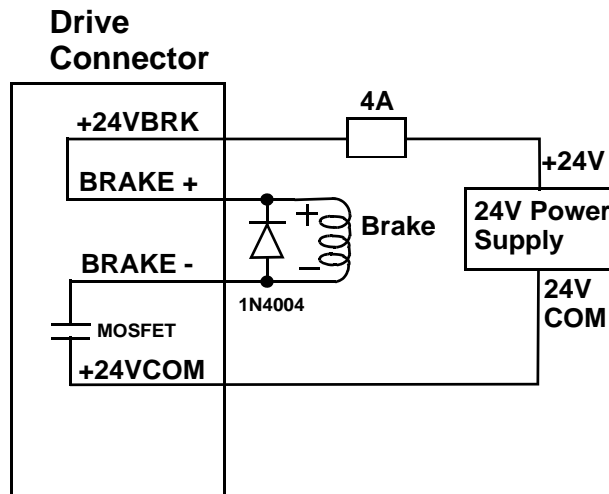 Drive
Connector
4A
+24VBRK
+24V
BRAKE +
+
Brake
24V Power
Supply
BRAKE -
−
1N4004
24V
COM
MOSFET
+24VCOM